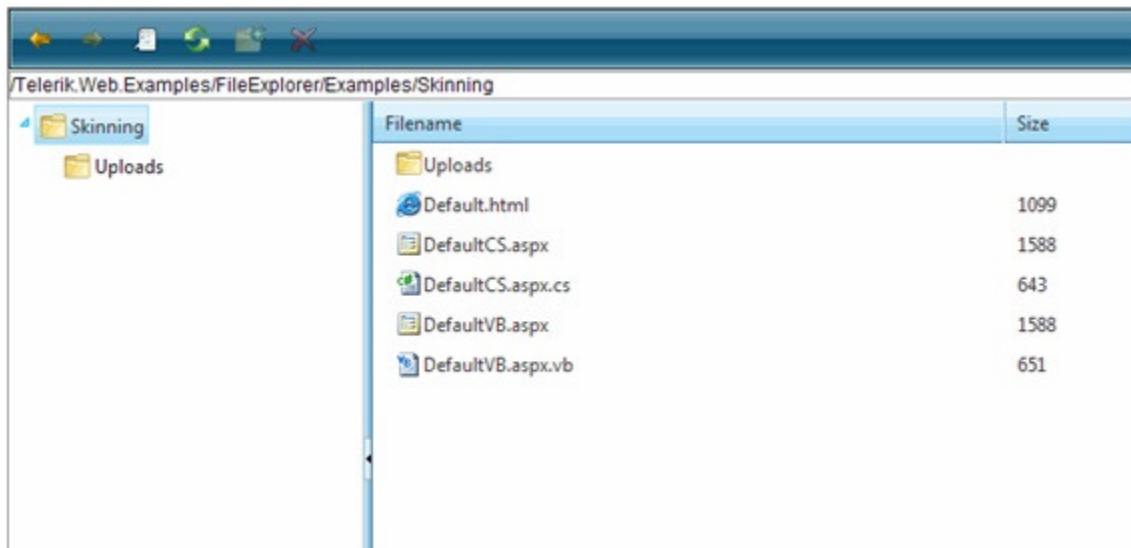 /Telerik.Web.Examples/FileExplorer/Examples/Skinning
Skinning
Uploads
Filename Size
Uploads
Default.html 1099
DefaultCS.aspx 1588
DefaultCS.aspx.cs 643
DefaultVB.aspx 1588
DefaultVB.aspx.vb 651